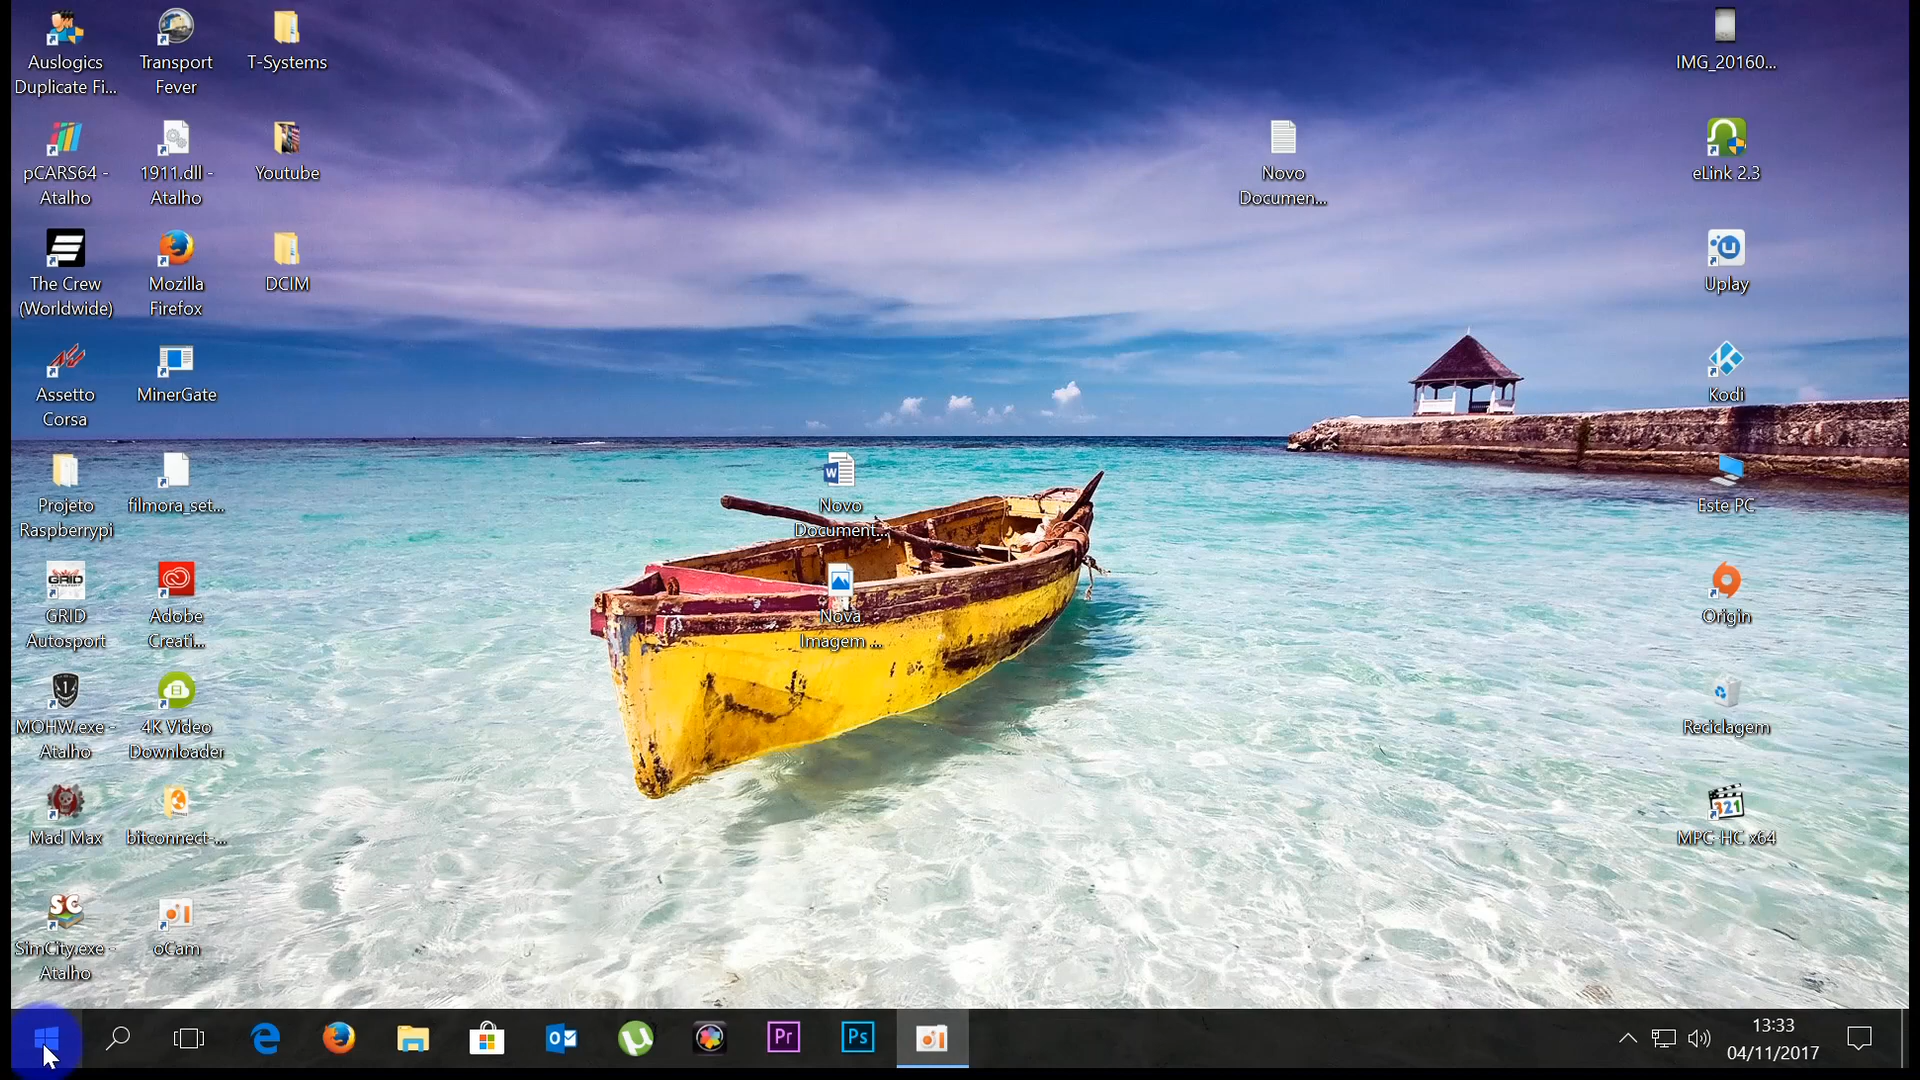 Auslogics
Duplicate Fi...
Transport
Fever
T-Systems
IMG_20160...
pCARS64 -
Atalho
1911.dll -
Atalho
Youtube
Novo
Documen...
eLink 2.3
The Crew
(Worldwide)
Mozilla
Firefox
DCIM
Uplay
Assetto
Corsa
MinerGate
Kodi
Projeto
Raspberrypi
filmora_set...
Novo
Document...
Este PC
GRID
GRID
Autosport
Adobe
Creati...
Nova
Imagem ...
Origin
MOHW.exe -
Atalho
4K Video
Downloader
Reciclagem
Mad Max
bitconnect-...
321
MPC-HC x64
SC
SimCity.exe -
Atalho
oCam
Pr
Ps
13:33
04/11/2017